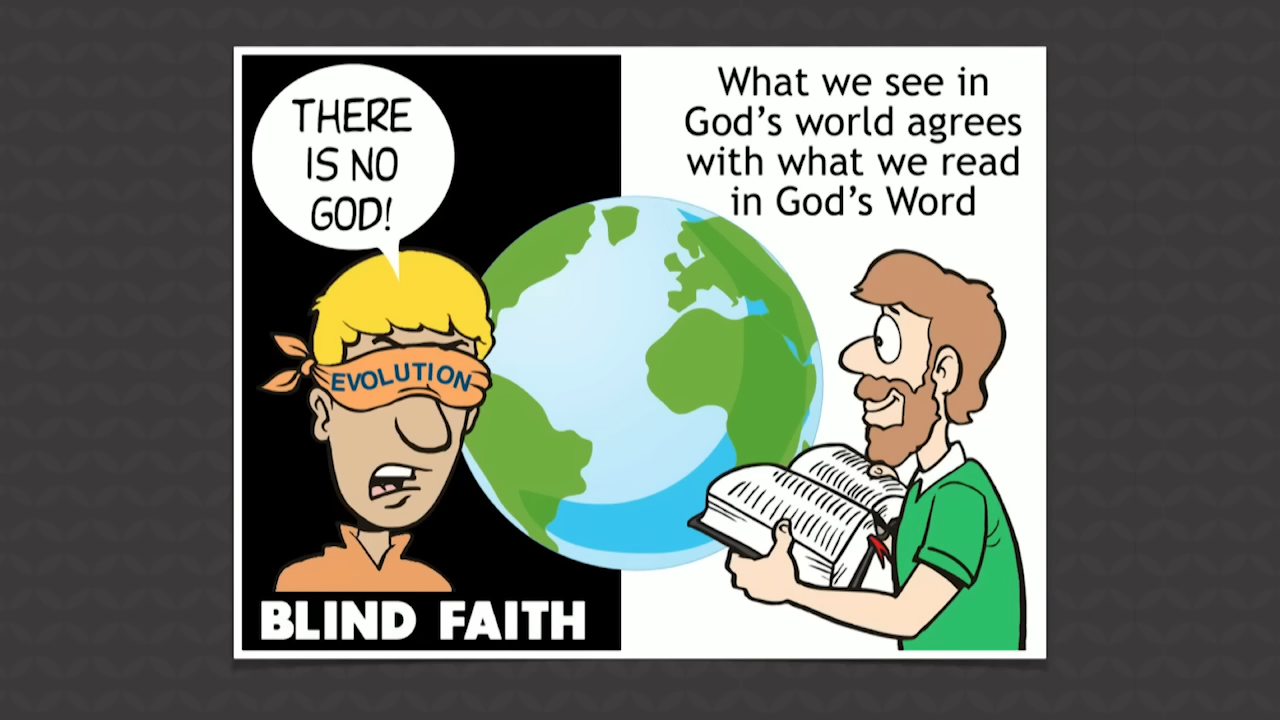 THERE
IS NO
GOD!
EVOLUTION
BLIND FAITH
What we see in
God's world agrees
with what we read
in God's Word